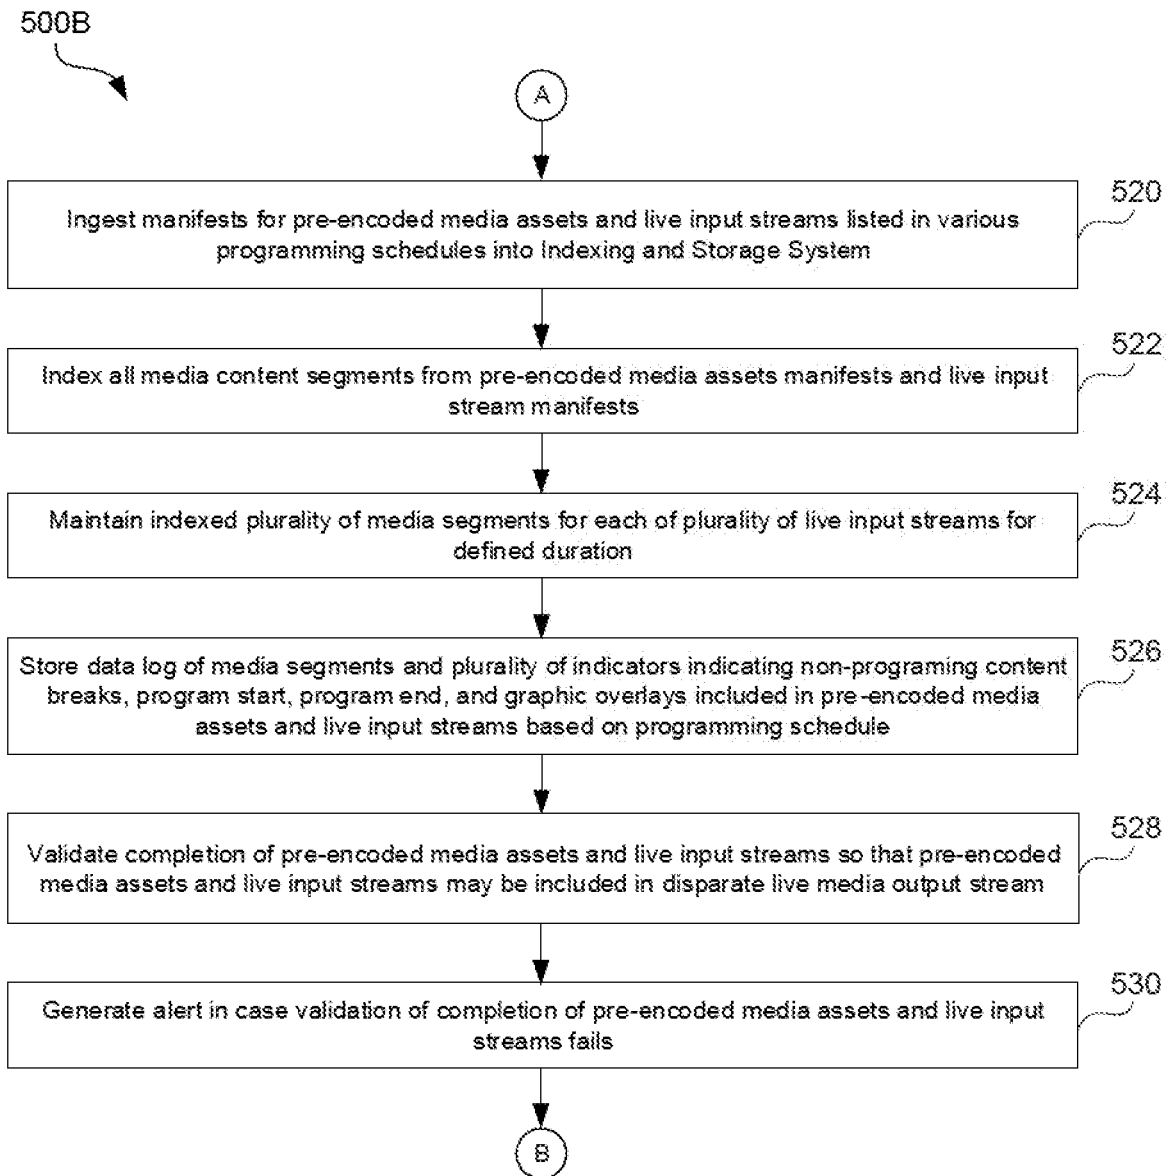 500B
A
520
Ingest manifests for pre-encoded media assets and live input streams listed in various
programming schedules into Indexing and Storage System
522
Index all media content segments from pre-encoded media assets manifests and live input
stream manifests
524
Maintain indexed plurality of media segments for each of plurality of live input streams for
defined duration
526
Store data log of media segments and plurality of indicators indicating non-programing content
breaks, program start, program end, and graphic overlays included in pre-encoded media
assets and live input streams based on programming schedule
528
Validate completion of pre-encoded media assets and live input streams so that pre-encoded
media assets and live input streams may be included in disparate live media output stream
530
Generate alert in case validation of completion of pre-encoded media assets and live input
streams fails
B